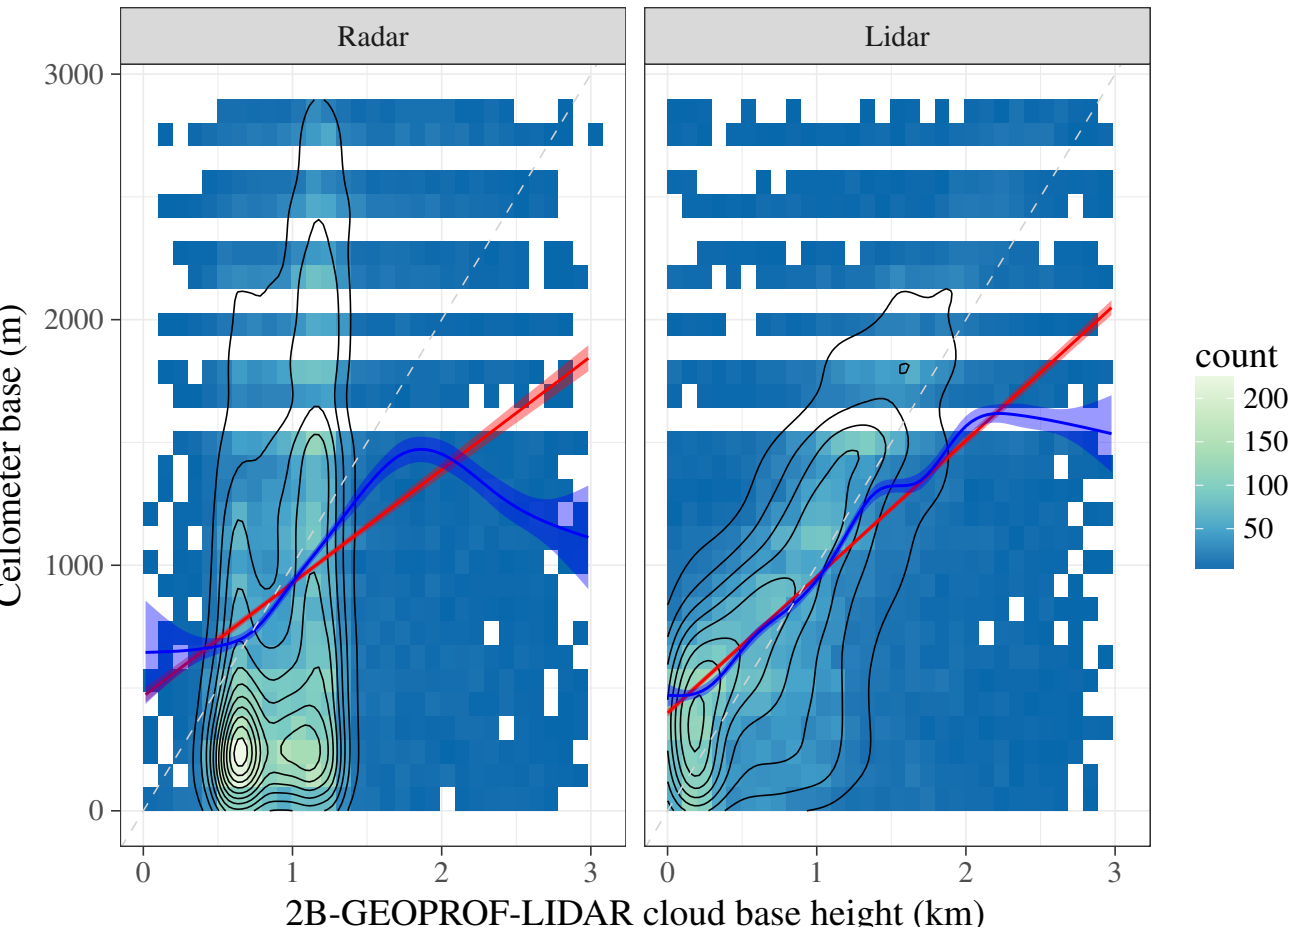 Radar
Lidar
3000
2000
1000
0
Ceilometer base (m)
0 1 2 3
0 1 2 3
2B-GEOPROF-LIDAR cloud base height (km)
count
200
150
100
50